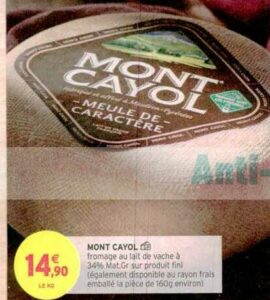 MONT
CAYOL
MEULE DE
CARACTÈRE
Anti-
14€,90
LE KG
MONT CAYOL
fromage au lait de vache à
34% Mat.Gr sur produit fini
(également disponible au rayon frais
emballé la pièce de 160g environ)